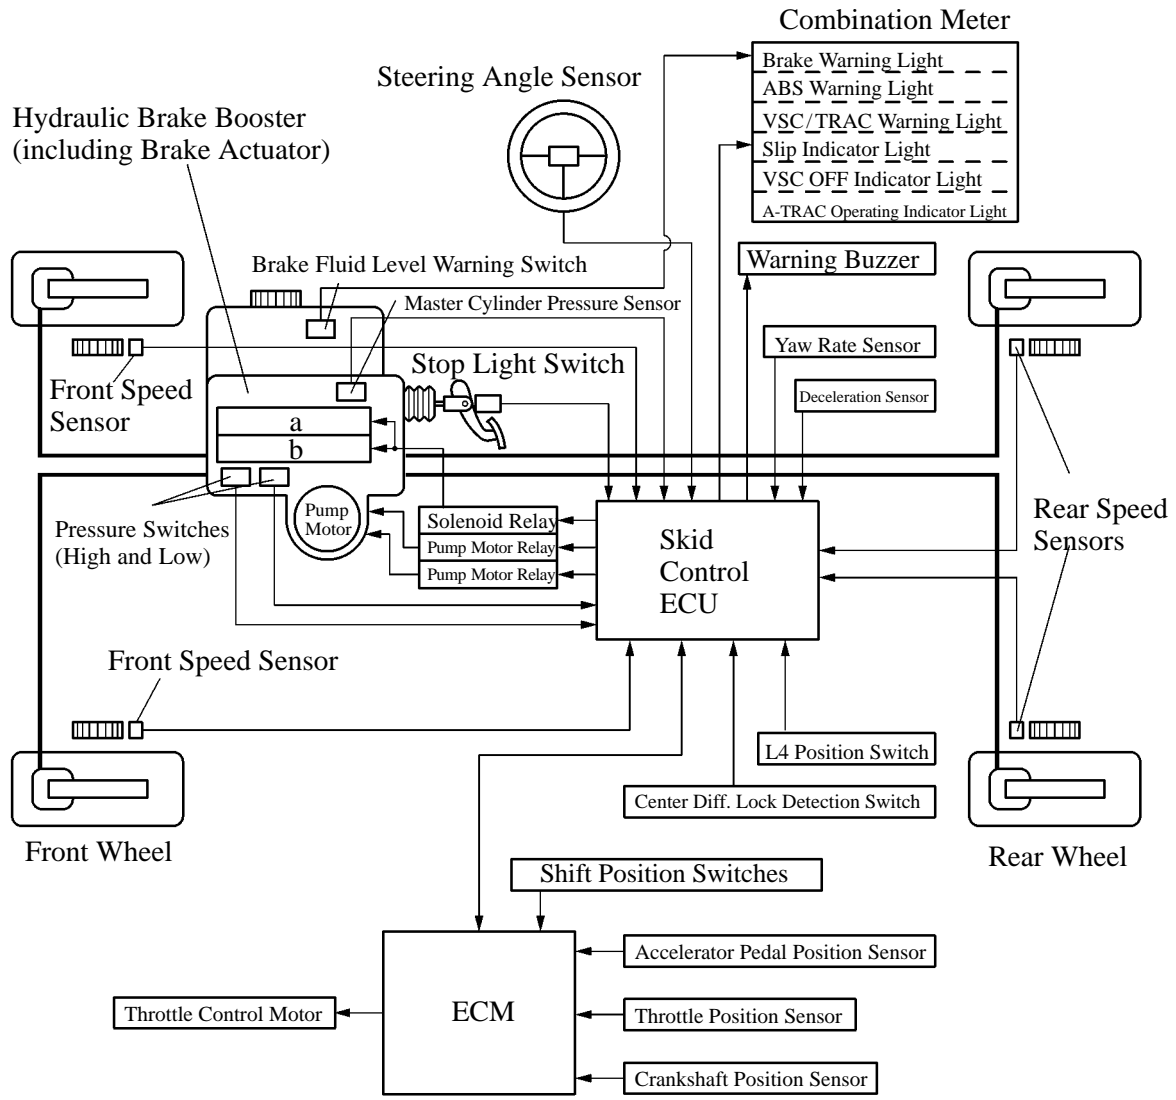 Combination Meter
Brake Warning Light
ABS Warning Light
VSC/TRAC Warning Light
Slip Indicator Light
VSC OFF Indicator Light
A-TRAC Operating Indicator Light
Steering Angle Sensor
Hydraulic Brake Booster
(including Brake Actuator)
Brake Fluid Level Warning Switch
Warning Buzzer
Master Cylinder Pressure Sensor
Yaw Rate Sensor
Stop Light Switch
Front Speed
Sensor
Deceleration Sensor
a
b
Pump
Motor
Pressure Switches
(High and Low)
Solenoid Relay
Pump Motor Relay
Pump Motor Relay
Skid
Control
ECU
Rear Speed
Sensors
Front Speed Sensor
L4 Position Switch
Center Diff. Lock Detection Switch
Front Wheel
Rear Wheel
Shift Position Switches
Accelerator Pedal Position Sensor
ECM
Throttle Control Motor
Throttle Position Sensor
Crankshaft Position Sensor